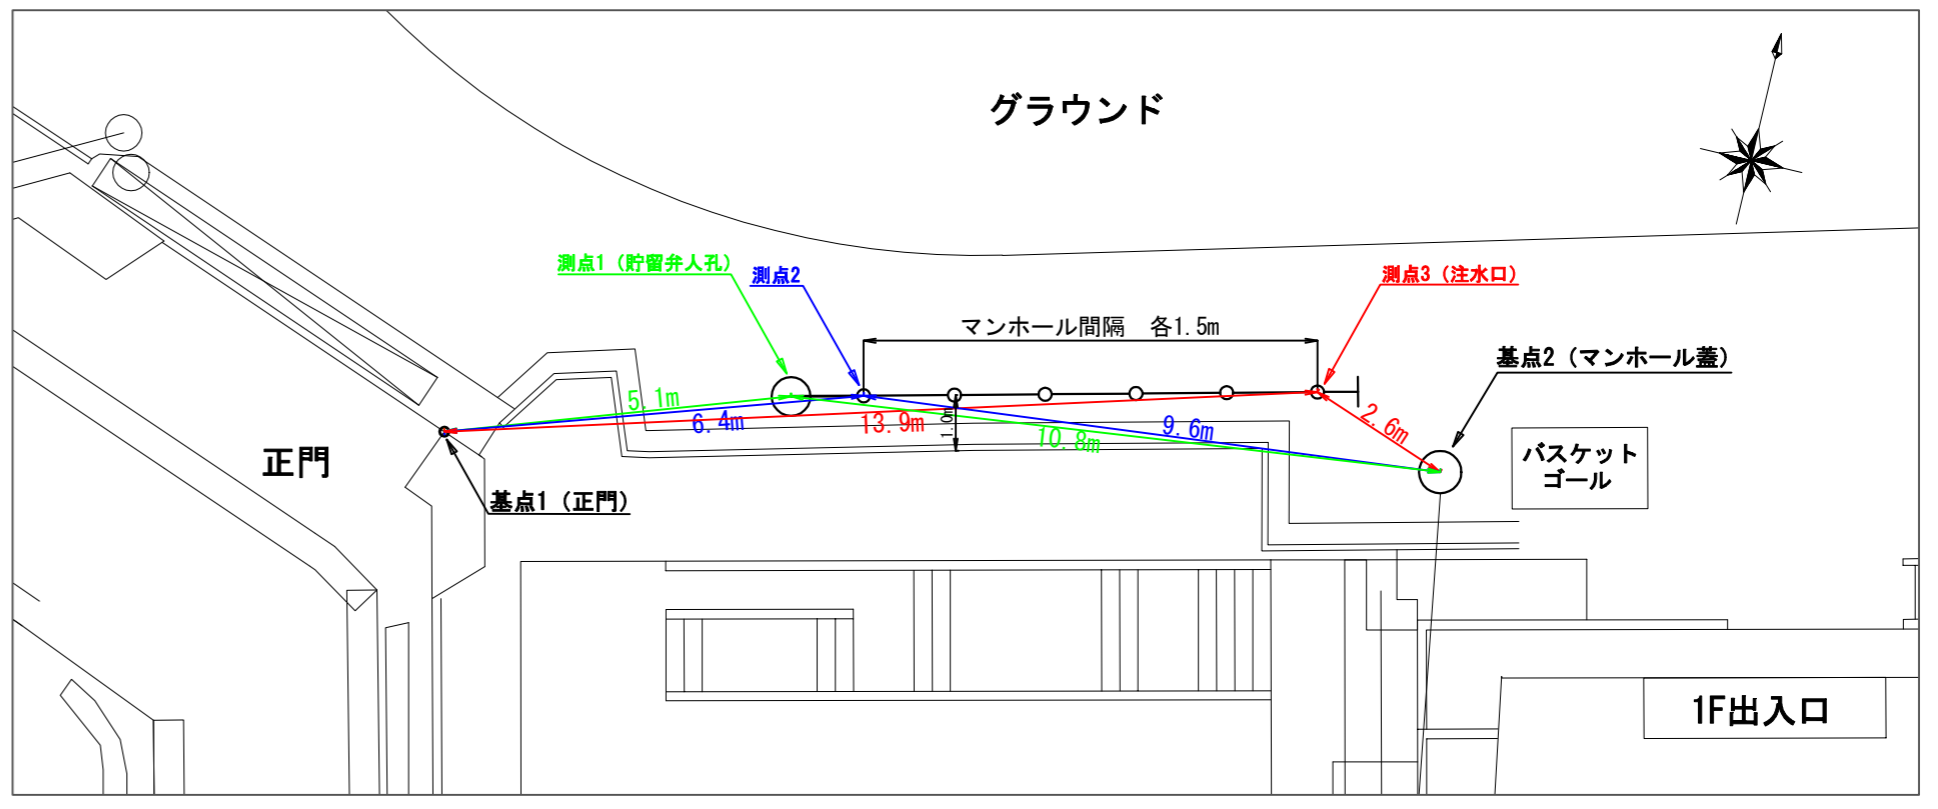 グラウンド
測点1（貯留弁人孔）
測点2
測点3（注水口）
マンホール間隔　各1.5m
基点2（マンホール蓋）
5.1m
6.4m
13.9m
1.0m
10.8m
9.6m
2.6m
バスケット
ゴール
正門
基点1（正門）
1F出入口